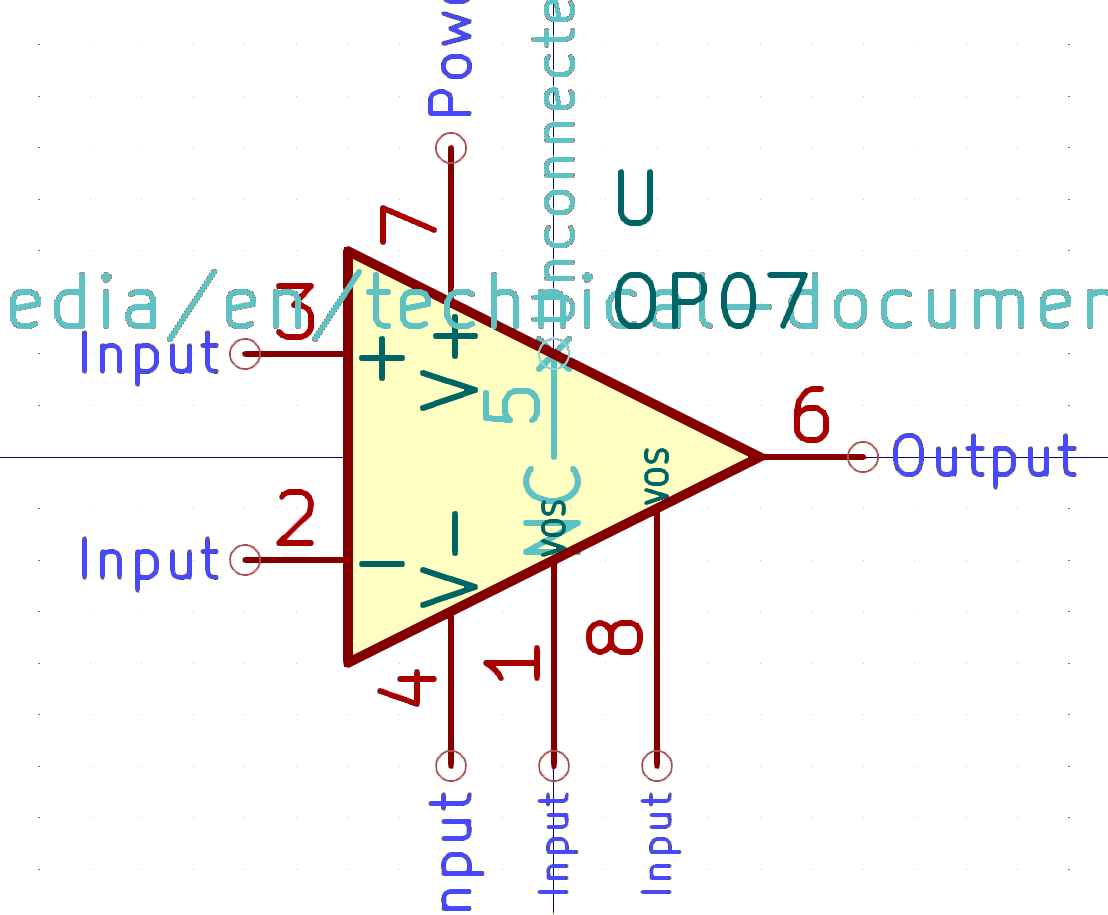 Powe
Unconnecte
U
7
OP07
edia/en/technical-documen
3
Input
+
V+
5
6
Output
2
Input
−
V−
NC
VOS
VOS
4
1
8
nput
Input
Input